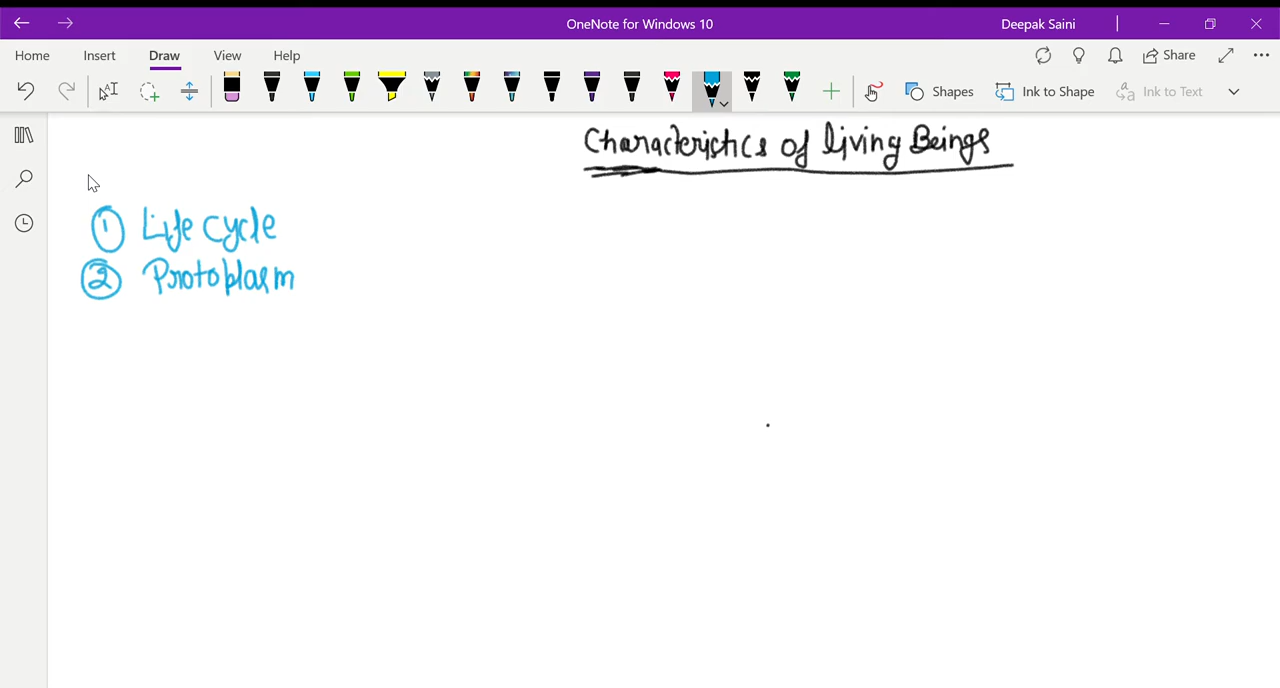 OneNote for Windows 10
Deepak Saini
Home Insert Draw View Help
Share
Shapes Ink to Shape Ink to Text
Characteristics of living Beings
① Life cycle
② Protoplasm